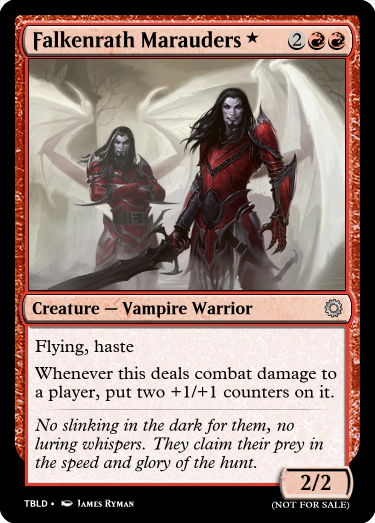 Falkenrath Marauders ★ 2
Creature — Vampire Warrior
Flying, haste
Whenever this deals combat damage to
a player, put two +1/+1 counters on it.
No slinking in the dark for them, no
luring whispers. They claim their prey in
the speed and glory of the hunt.
2/2
TBLD • James Ryman
(NOT FOR SALE)